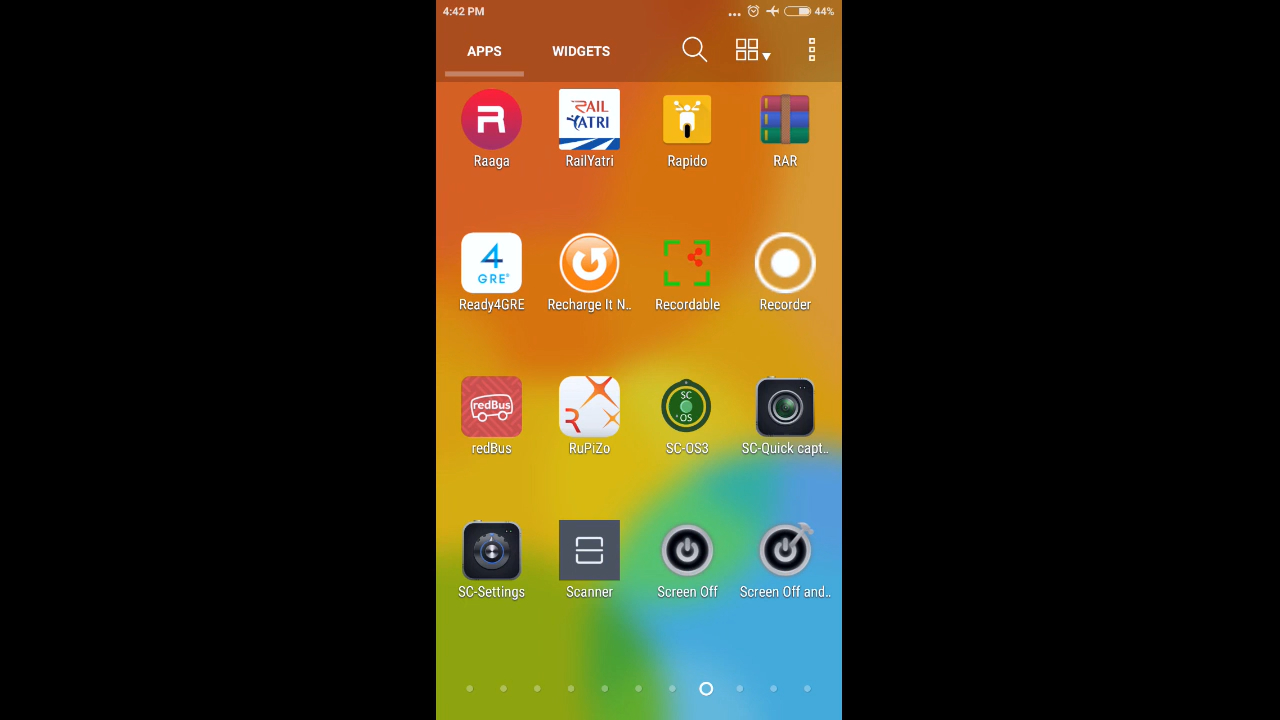 4:42 PM ... 44%
APPS WIDGETS
R
RAIL
YATRI
Raaga RailYatri Rapido RAR
4
GRE®
Ready4GRE Recharge It N.. Recordable Recorder
redBus
R
SC
OS
redBus RuPiZo SC-OS3 SC-Quick capt..
SC-Settings Scanner Screen Off Screen Off and..